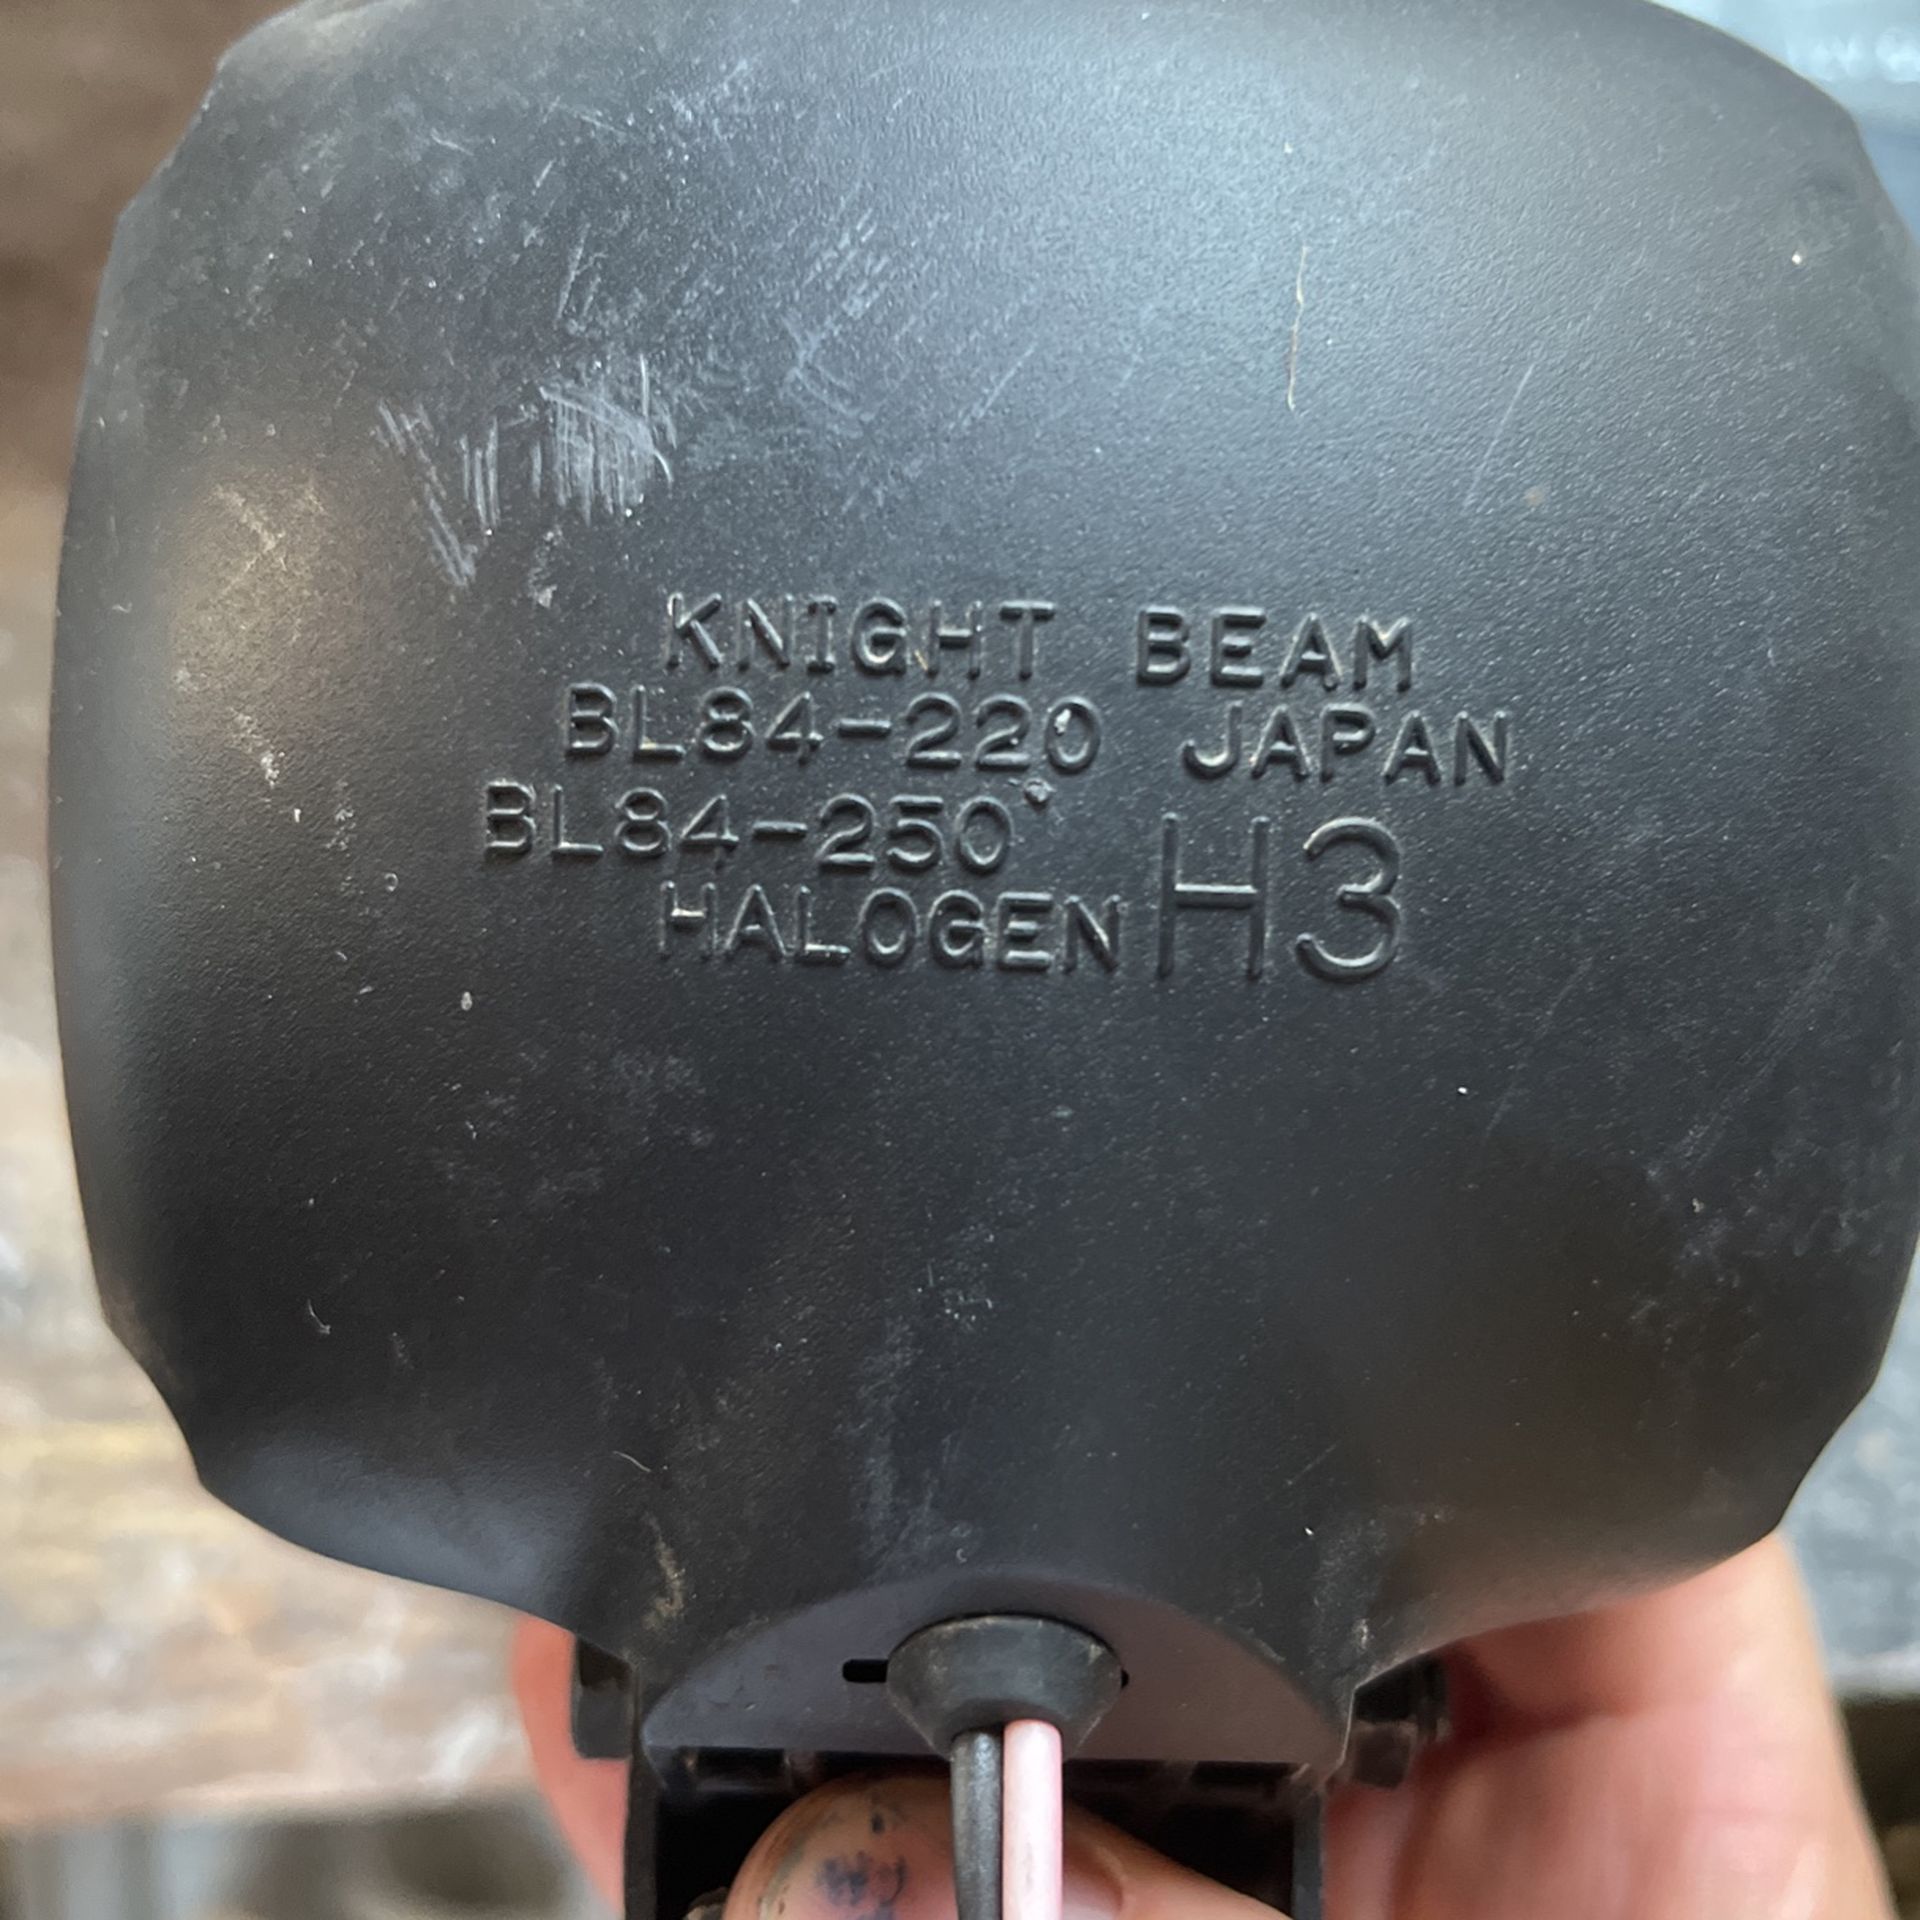 KNIGHT BEAM
BL84-220 JAPAN
BL84-250
HALOGEN H3